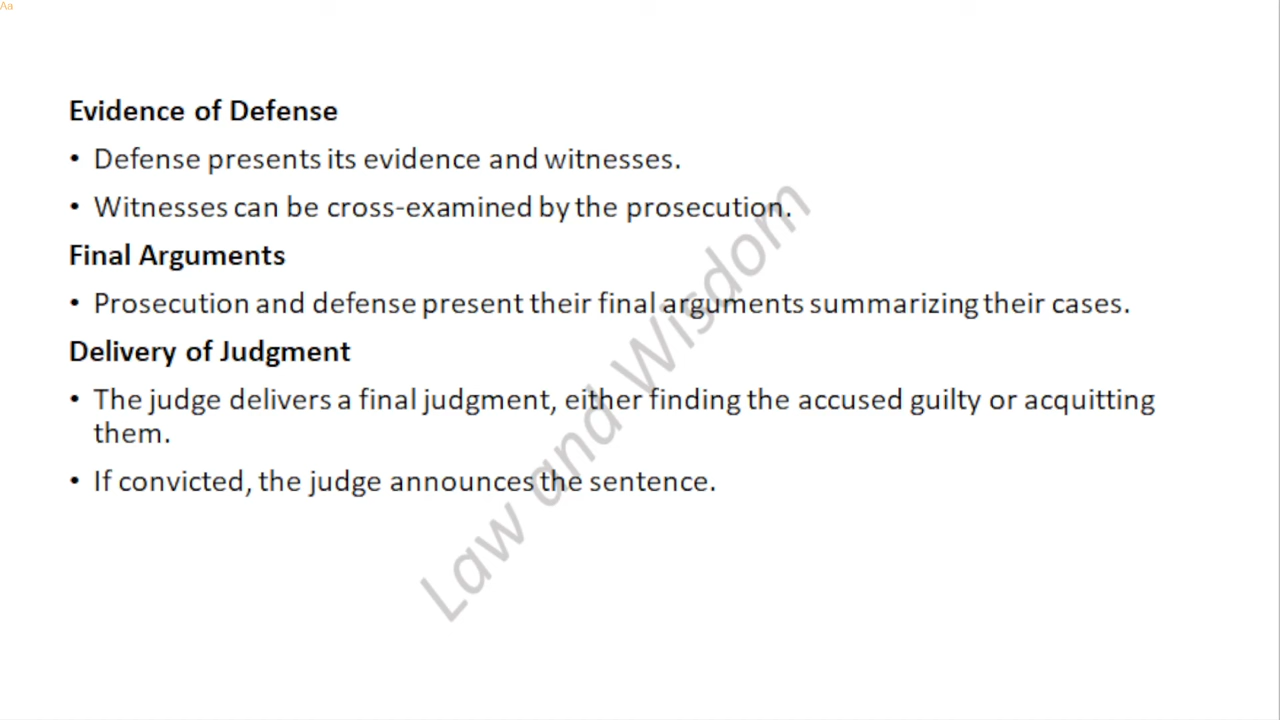 Aa
Evidence of Defense
• Defense presents its evidence and witnesses.
• Witnesses can be cross-examined by the prosecution.
Final Arguments
• Prosecution and defense present their final arguments summarizing their cases.
Delivery of Judgment
• The judge delivers a final judgment, either finding the accused guilty or acquitting
them.
• If convicted, the judge announces the sentence.
Law and Wisdom